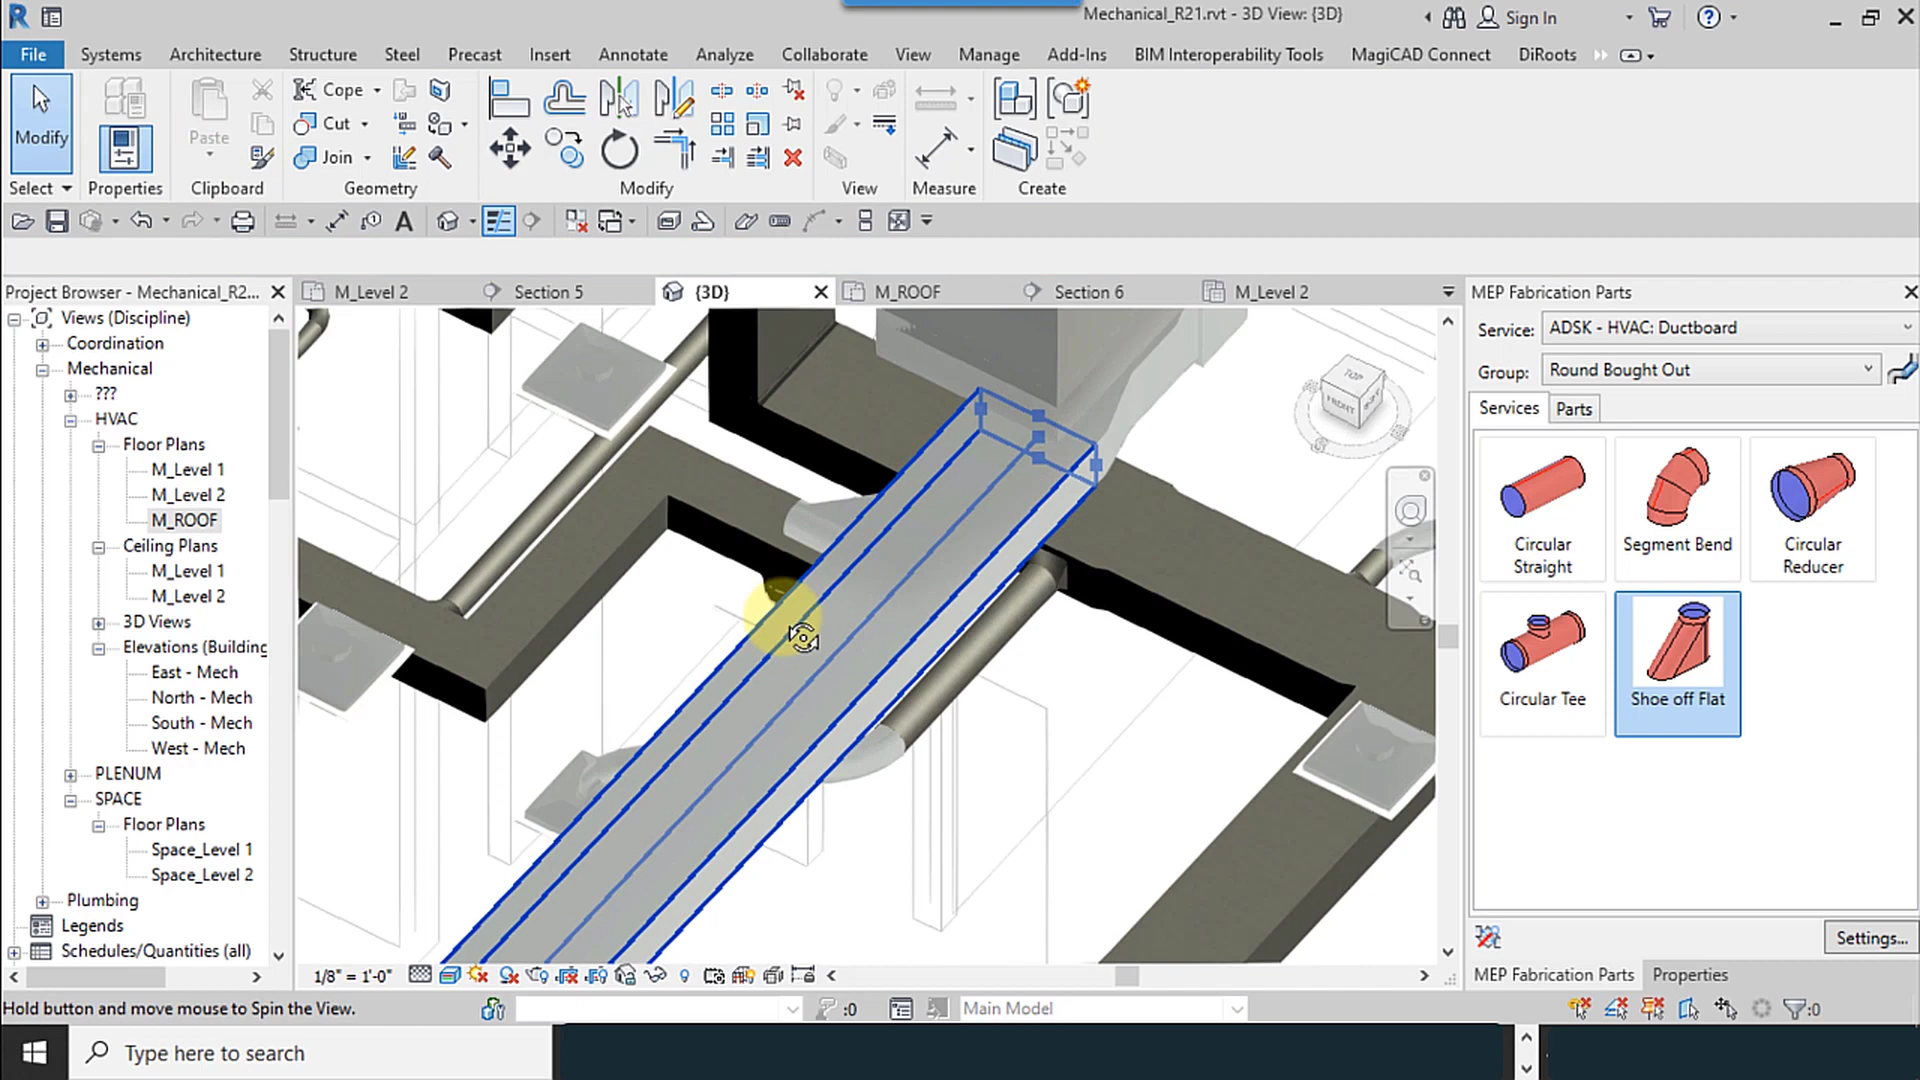 Mechanical_R21.rvt - 3D View: {3D}
Sign In
File Systems Architecture Structure Steel Precast Insert Annotate Analyze Collaborate View Manage Add-Ins BIM Interoperability Tools MagiCAD Connect DiRoots
Modify
Paste
Cope
Cut
Join
Select Properties Clipboard Geometry Modify View Measure Create
Project Browser - Mechanical_R2...
M_Level 2 Section 5 {3D} M_ROOF Section 6 M_Level 2
Views (Discipline)
Coordination
Mechanical
???
HVAC
Floor Plans
M_Level 1
M_Level 2
M_ROOF
Ceiling Plans
M_Level 1
M_Level 2
3D Views
Elevations (Building
East - Mech
North - Mech
South - Mech
West - Mech
PLENUM
SPACE
Floor Plans
Space_Level 1
Space_Level 2
Plumbing
Legends
Schedules/Quantities (all)
TOP
FRONT
MEP Fabrication Parts
Service: ADSK - HVAC: Ductboard
Group: Round Bought Out
Services Parts
Circular Straight
Segment Bend
Circular Reducer
Circular Tee
Shoe off Flat
Settings...
MEP Fabrication Parts Properties
1/8" = 1'-0"
Hold button and move mouse to Spin the View.
:0
Main Model
:0
Type here to search